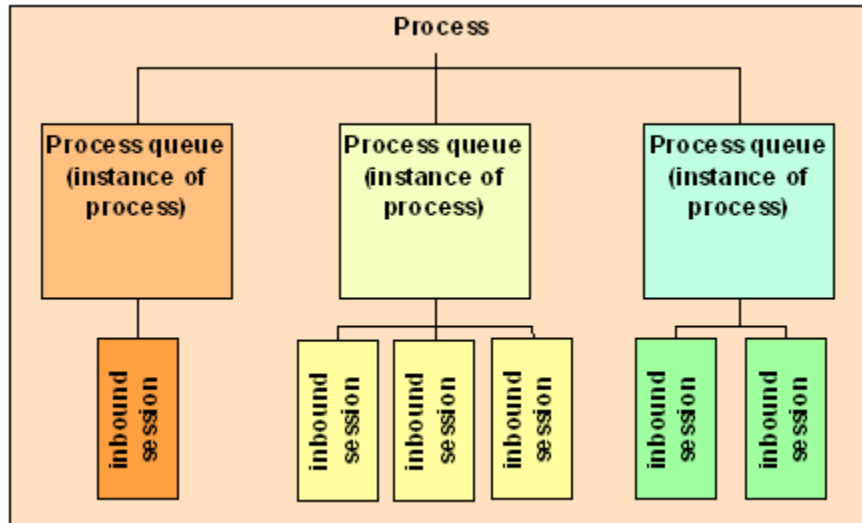 Process
Process queue
(instance of
process)
Process queue
(instance of
process)
Process queue
(instance of
process)
inbound
session
inbound
session
inbound
session
inbound
session
inbound
session
inbound
session